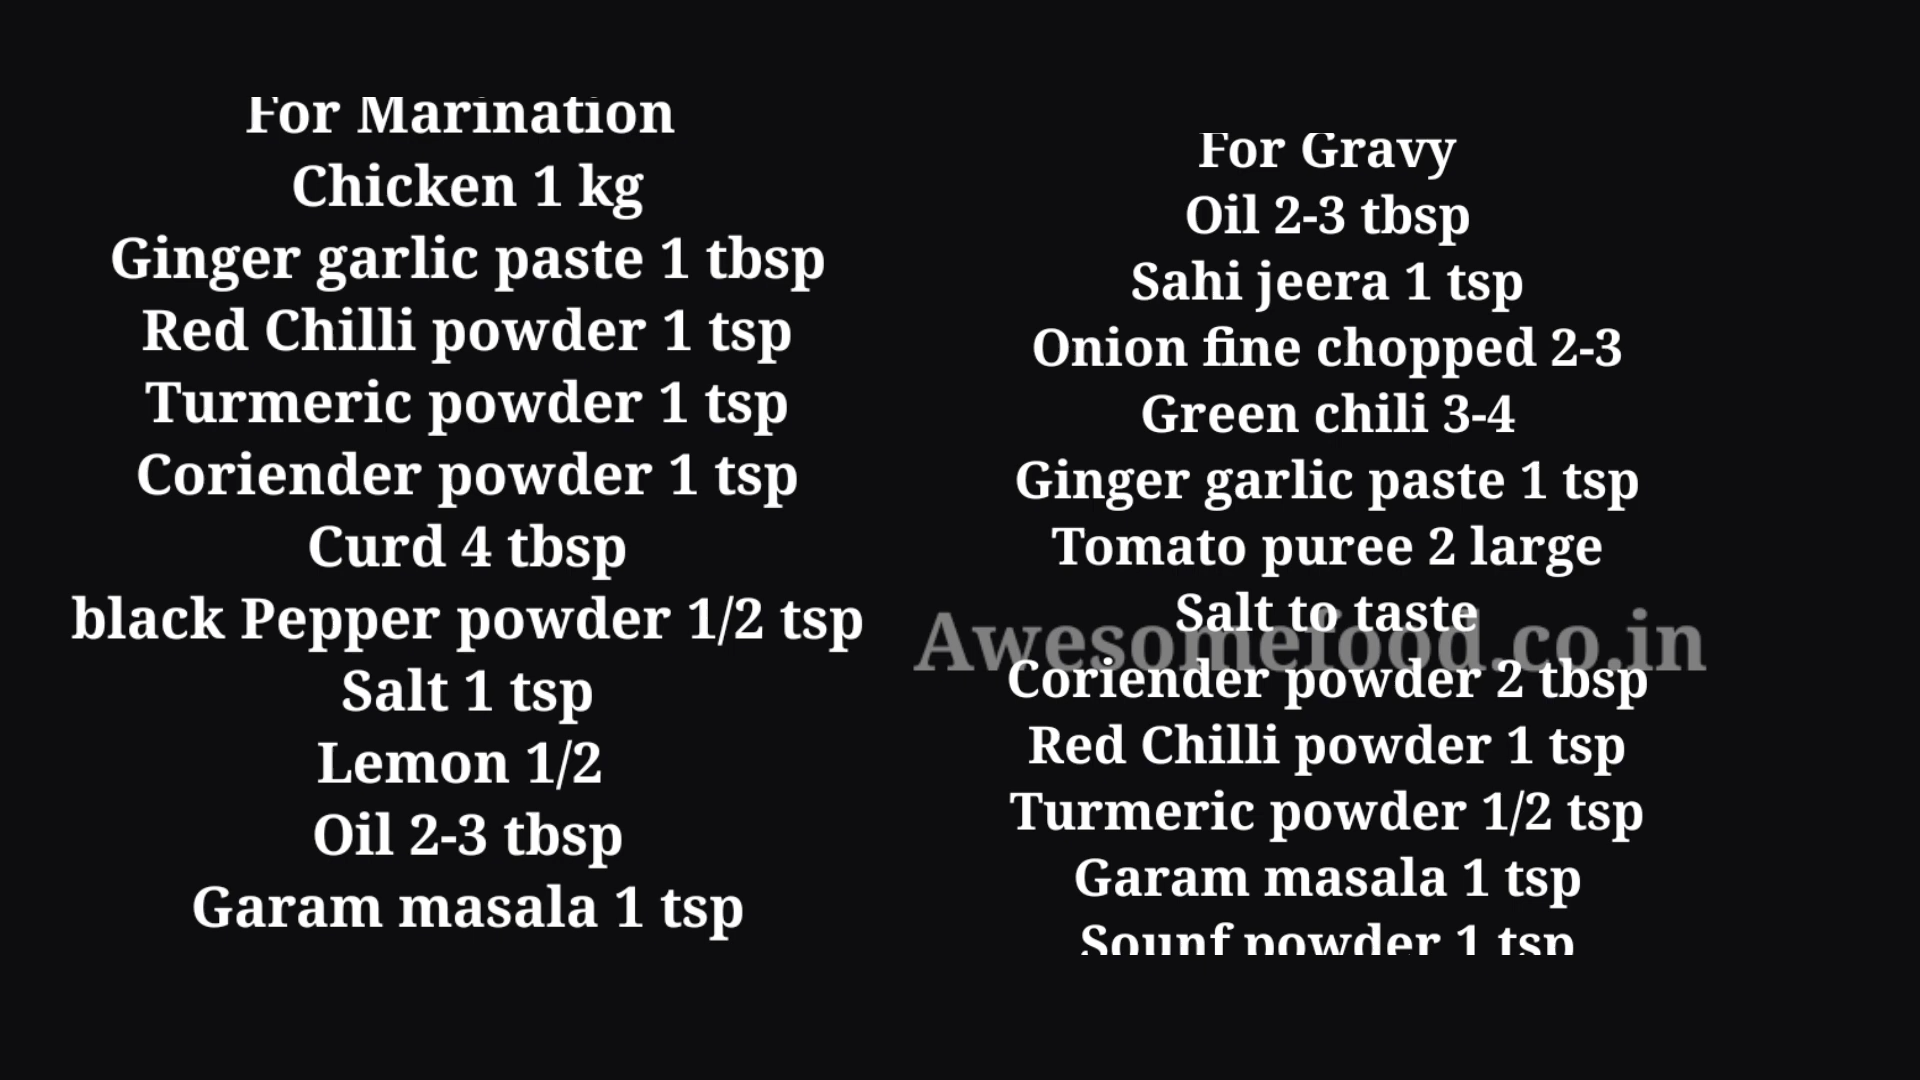 For Marination
Chicken 1 kg
Ginger garlic paste 1 tbsp
Red Chilli powder 1 tsp
Turmeric powder 1 tsp
Coriender powder 1 tsp
Curd 4 tbsp
black Pepper powder 1/2 tsp
Salt 1 tsp
Lemon 1/2
Oil 2-3 tbsp
Garam masala 1 tsp
For Gravy
Oil 2-3 tbsp
Sahi jeera 1 tsp
Onion fine chopped 2-3
Green chili 3-4
Ginger garlic paste 1 tsp
Tomato puree 2 large
Salt to taste
Awesomefood.co.in
Coriender powder 2 tbsp
Red Chilli powder 1 tsp
Turmeric powder 1/2 tsp
Garam masala 1 tsp
Sounf powder 1 tsp